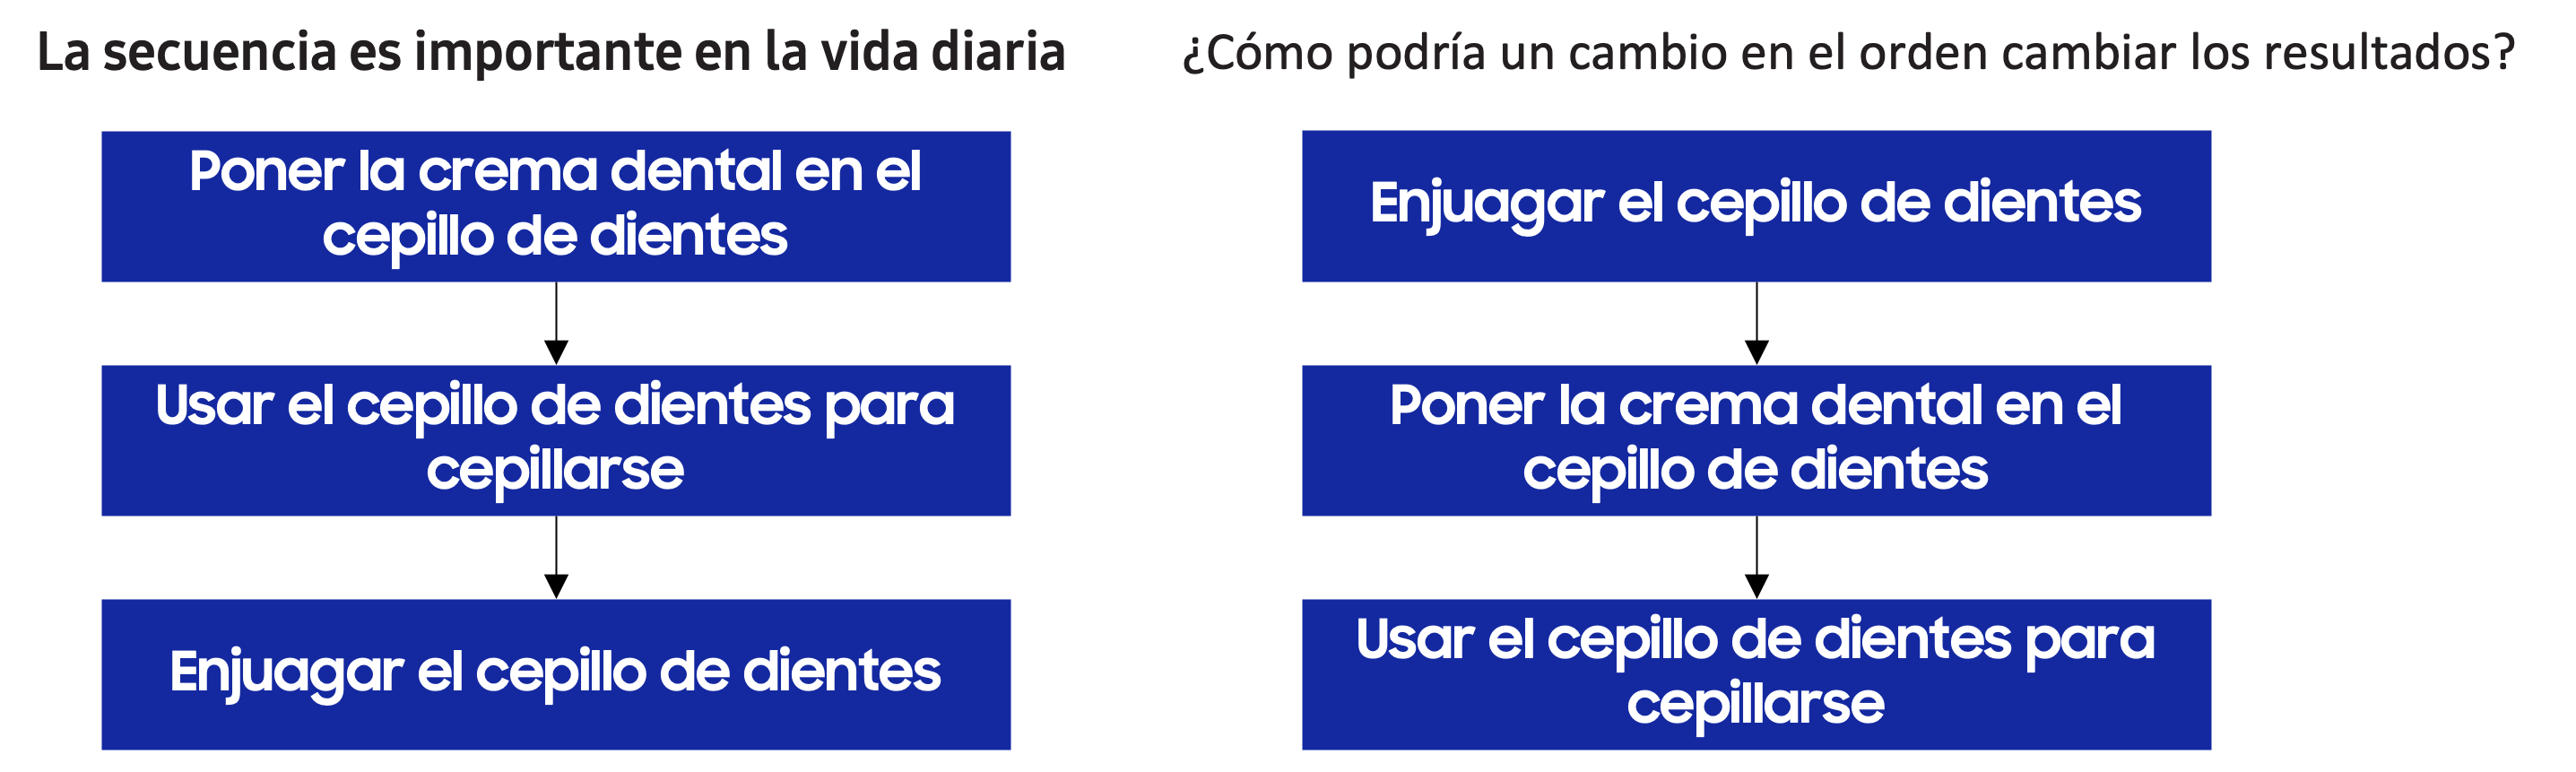 La secuencia es importante en la vida diaria
Poner la crema dental en el
cepillo de dientes
Usar el cepillo de dientes para
cepillarse
Enjuagar el cepillo de dientes
¿Cómo podría un cambio en el orden cambiar los resultados?
Enjuagar el cepillo de dientes
Poner la crema dental en el
cepillo de dientes
Usar el cepillo de dientes para
cepillarse